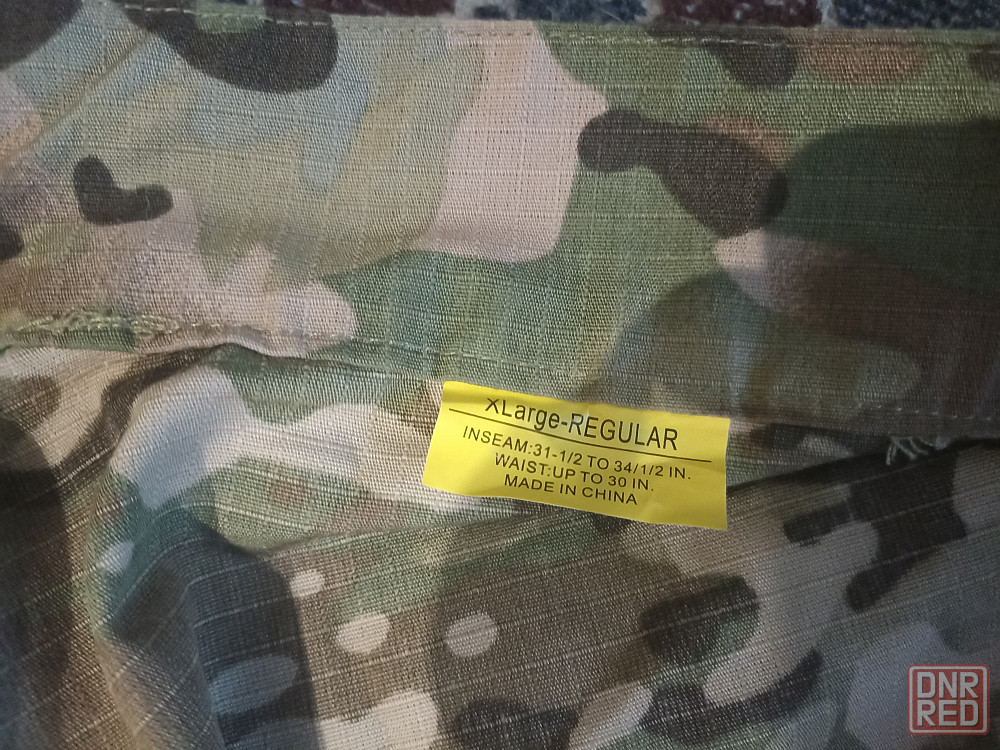 XLarge-REGULAR
INSEAM:31-1/2 TO 34/1/2 IN.
WAIST:UP TO 30 IN.
MADE IN CHINA
DNR
RED